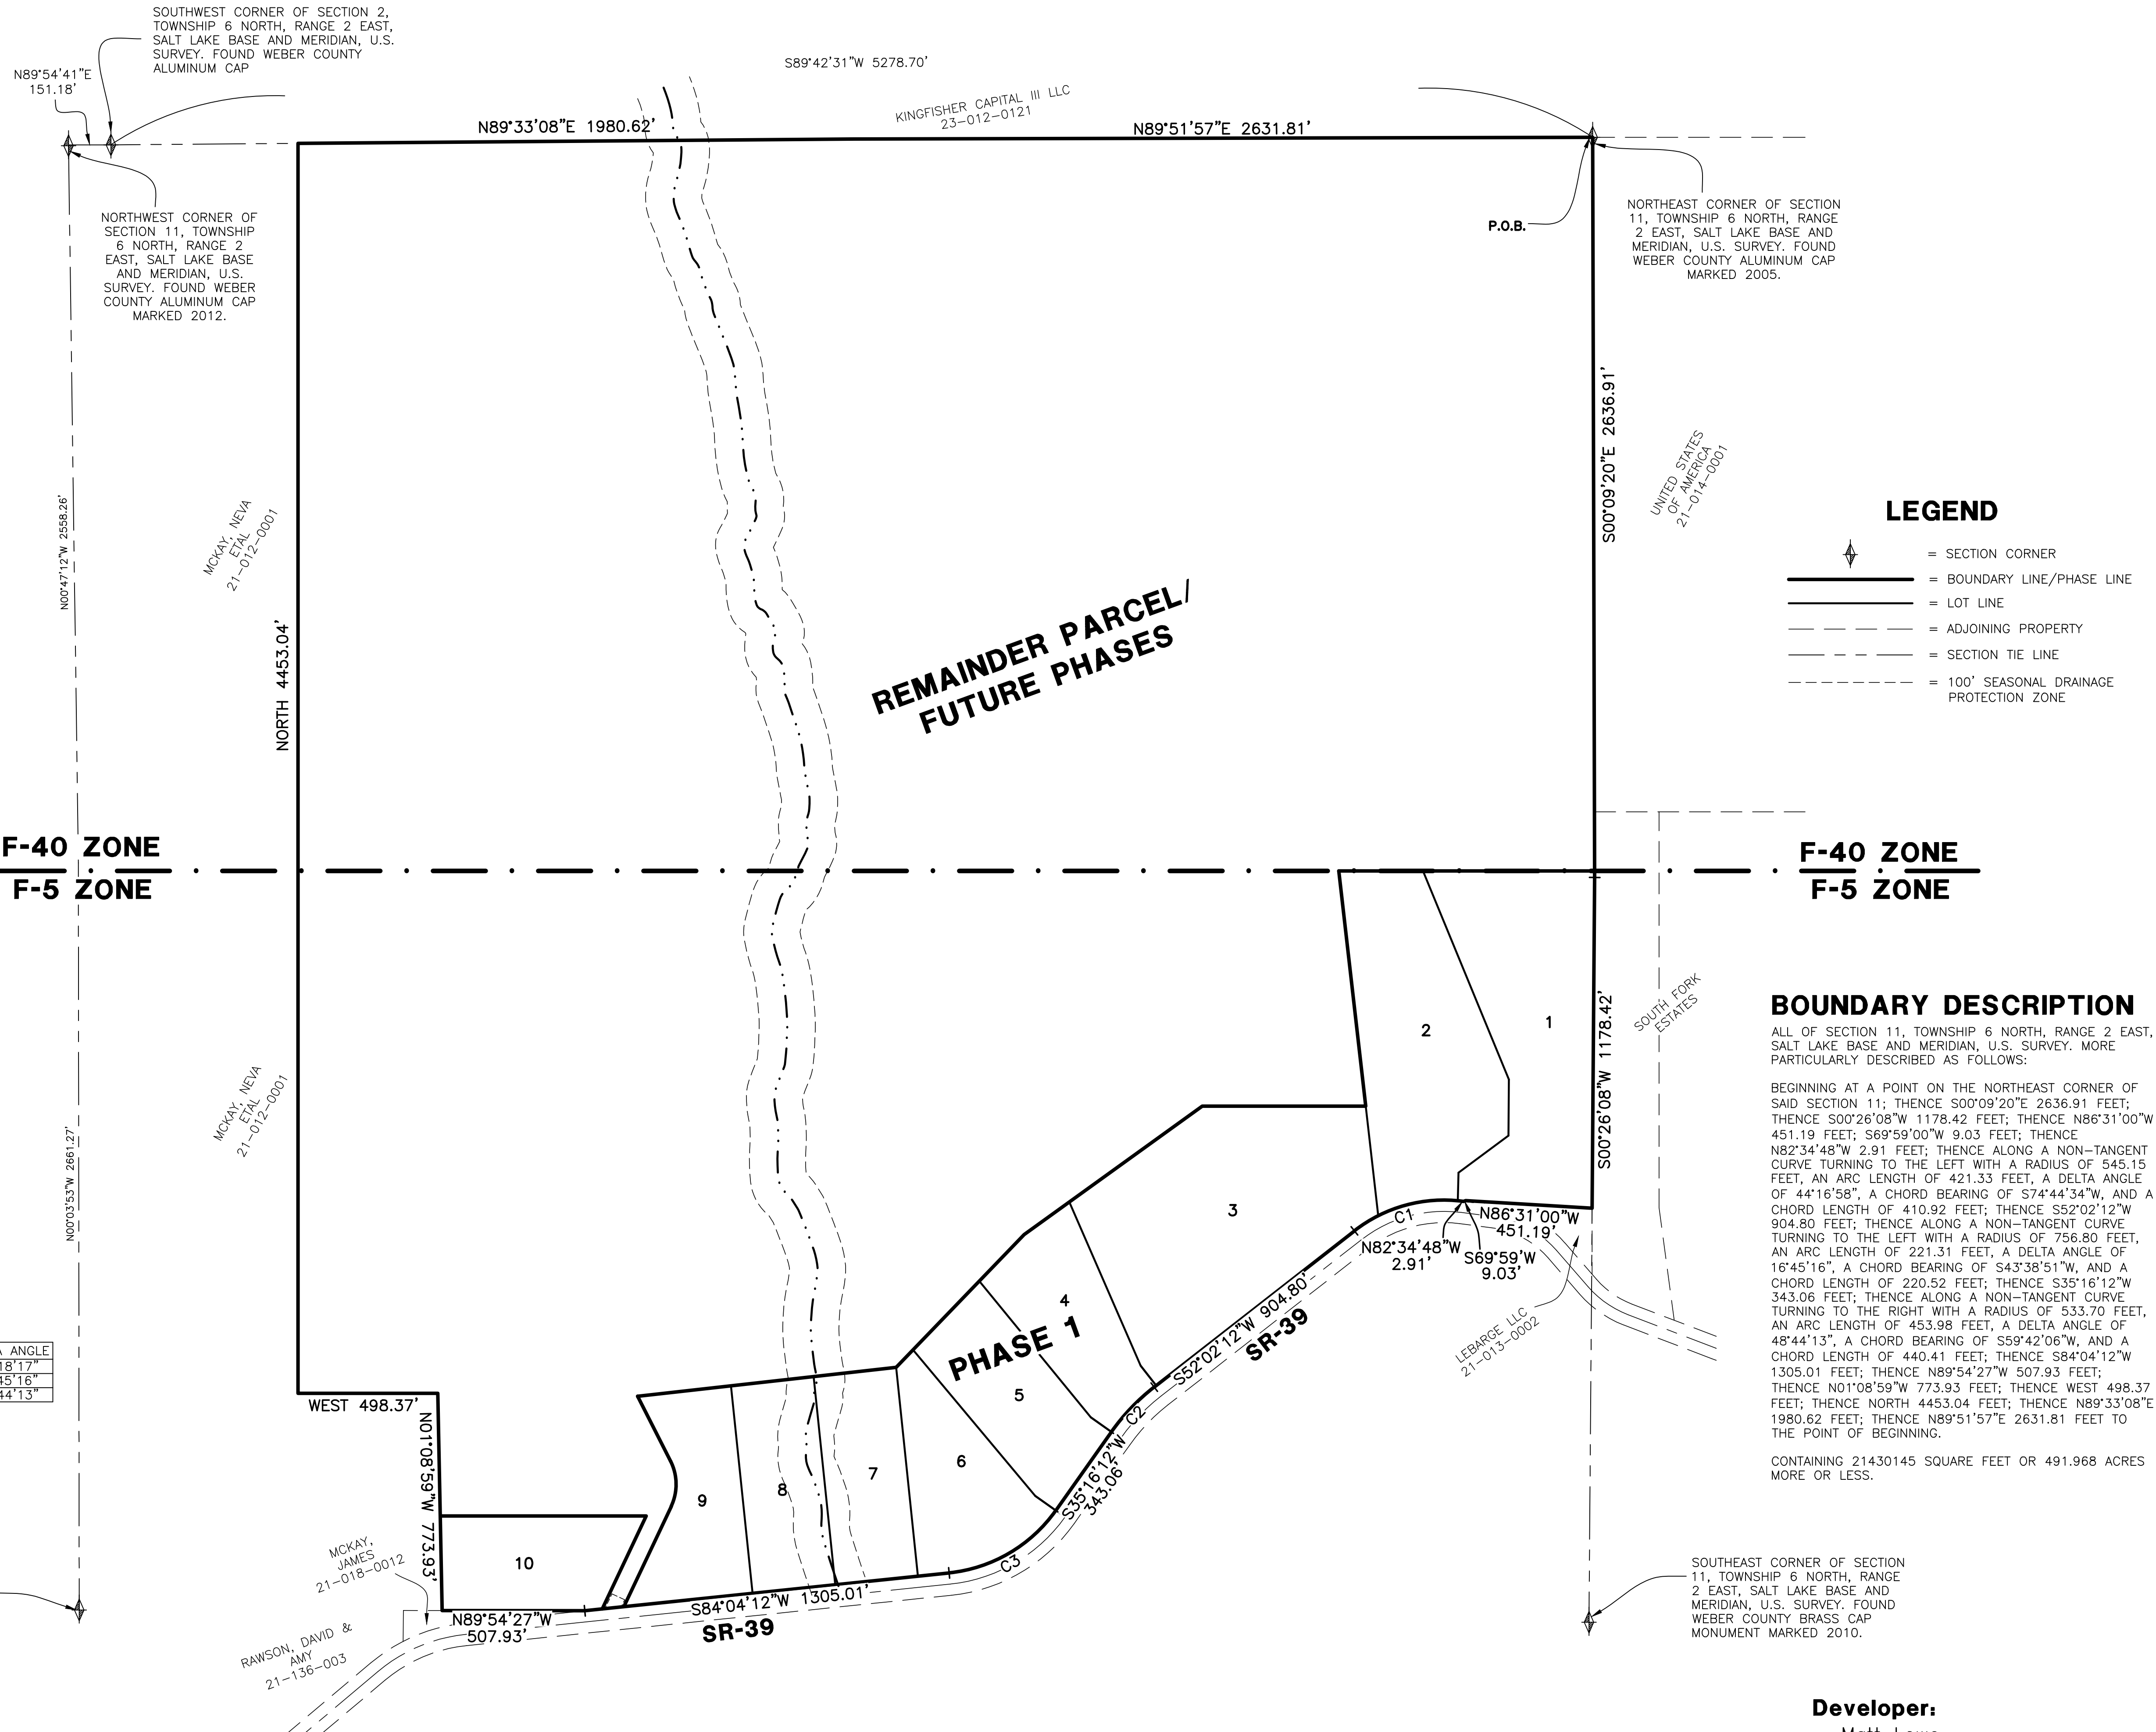 SOUTHWEST CORNER OF SECTION 2,
TOWNSHIP 6 NORTH, RANGE 2 EAST,
SALT LAKE BASE AND MERIDIAN, U.S.
SURVEY. FOUND WEBER COUNTY
ALUMINUM CAP
N89°54'41"E
151.18'
S89°42'31"W 5278.70'
KINGFISHER CAPITAL III LLC
23-012-0121
N89°33'08"E 1980.62'
N89°51'57"E 2631.81'
NORTHWEST CORNER OF
SECTION 11, TOWNSHIP
6 NORTH, RANGE 2
EAST, SALT LAKE BASE
AND MERIDIAN, U.S.
SURVEY. FOUND WEBER
COUNTY ALUMINUM CAP
MARKED 2012.
P.O.B.
NORTHEAST CORNER OF SECTION
11, TOWNSHIP 6 NORTH, RANGE
2 EAST, SALT LAKE BASE AND
MERIDIAN, U.S. SURVEY. FOUND
WEBER COUNTY ALUMINUM CAP
MARKED 2005.
N00°47'12"W 2558.26'
MCKAY, NEVA
ETAL
21-012-0001
NORTH 4453.04'
S00°09'20"E 2636.91'
UNITED STATES
OF AMERICA
21-014-0001
REMAINDER PARCEL/
FUTURE PHASES
LEGEND
= SECTION CORNER
= BOUNDARY LINE/PHASE LINE
= LOT LINE
= ADJOINING PROPERTY
= SECTION TIE LINE
= 100' SEASONAL DRAINAGE
PROTECTION ZONE
F-40 ZONE
F-5 ZONE
F-40 ZONE
F-5 ZONE
MCKAY, NEVA
ETAL
21-012-0001
N00°03'53"W 2661.27'
2
1
S00°26'08"W 1178.42'
SOUTH FORK
ESTATES
3
C1
N86°31'00"W
451.19'
N82°34'48"W
2.91'
S69°59'W
9.03'
4
PHASE 1
S52°02'12"W 904.80'
SR-39
LEBARGE LLC
21-013-0002
5
C2
S35°16'12"W
343.06'
6
7
8
9
C3
10
WEST 498.37'
N01°08'59"W 773.93'
S84°04'12"W 1305.01'
SR-39
N89°54'27"W
507.93'
MCKAY,
JAMES
21-018-0012
RAWSON, DAVID &
AMY
21-136-003
ANGLE
18'17"
45'16"
44'13"
BOUNDARY DESCRIPTION
ALL OF SECTION 11, TOWNSHIP 6 NORTH, RANGE 2 EAST,
SALT LAKE BASE AND MERIDIAN, U.S. SURVEY. MORE
PARTICULARLY DESCRIBED AS FOLLOWS:
BEGINNING AT A POINT ON THE NORTHEAST CORNER OF
SAID SECTION 11; THENCE S00°09'20"E 2636.91 FEET;
THENCE S00°26'08"W 1178.42 FEET; THENCE N86°31'00"W
451.19 FEET; S69°59'00"W 9.03 FEET; THENCE
N82°34'48"W 2.91 FEET; THENCE ALONG A NON-TANGENT
CURVE TURNING TO THE LEFT WITH A RADIUS OF 545.15
FEET, AN ARC LENGTH OF 421.33 FEET, A DELTA ANGLE
OF 44°16'58", A CHORD BEARING OF S74°44'34"W, AND A
CHORD LENGTH OF 410.92 FEET; THENCE S52°02'12"W
904.80 FEET; THENCE ALONG A NON-TANGENT CURVE
TURNING TO THE LEFT WITH A RADIUS OF 756.80 FEET,
AN ARC LENGTH OF 221.31 FEET, A DELTA ANGLE OF
16°45'16", A CHORD BEARING OF S43°38'51"W, AND A
CHORD LENGTH OF 220.52 FEET; THENCE S35°16'12"W
343.06 FEET; THENCE ALONG A NON-TANGENT CURVE
TURNING TO THE RIGHT WITH A RADIUS OF 533.70 FEET,
AN ARC LENGTH OF 453.98 FEET, A DELTA ANGLE OF
48°44'13", A CHORD BEARING OF S59°42'06"W, AND A
CHORD LENGTH OF 440.41 FEET; THENCE S84°04'12"W
1305.01 FEET; THENCE N89°54'27"W 507.93 FEET;
THENCE N01°08'59"W 773.93 FEET; THENCE WEST 498.37
FEET; THENCE NORTH 4453.04 FEET; THENCE N89°33'08"E
1980.62 FEET; THENCE N89°51'57"E 2631.81 FEET TO
THE POINT OF BEGINNING.
CONTAINING 21430145 SQUARE FEET OR 491.968 ACRES
MORE OR LESS.
SOUTHEAST CORNER OF SECTION
11, TOWNSHIP 6 NORTH, RANGE
2 EAST, SALT LAKE BASE AND
MERIDIAN, U.S. SURVEY. FOUND
WEBER COUNTY BRASS CAP
MONUMENT MARKED 2010.
Developer: